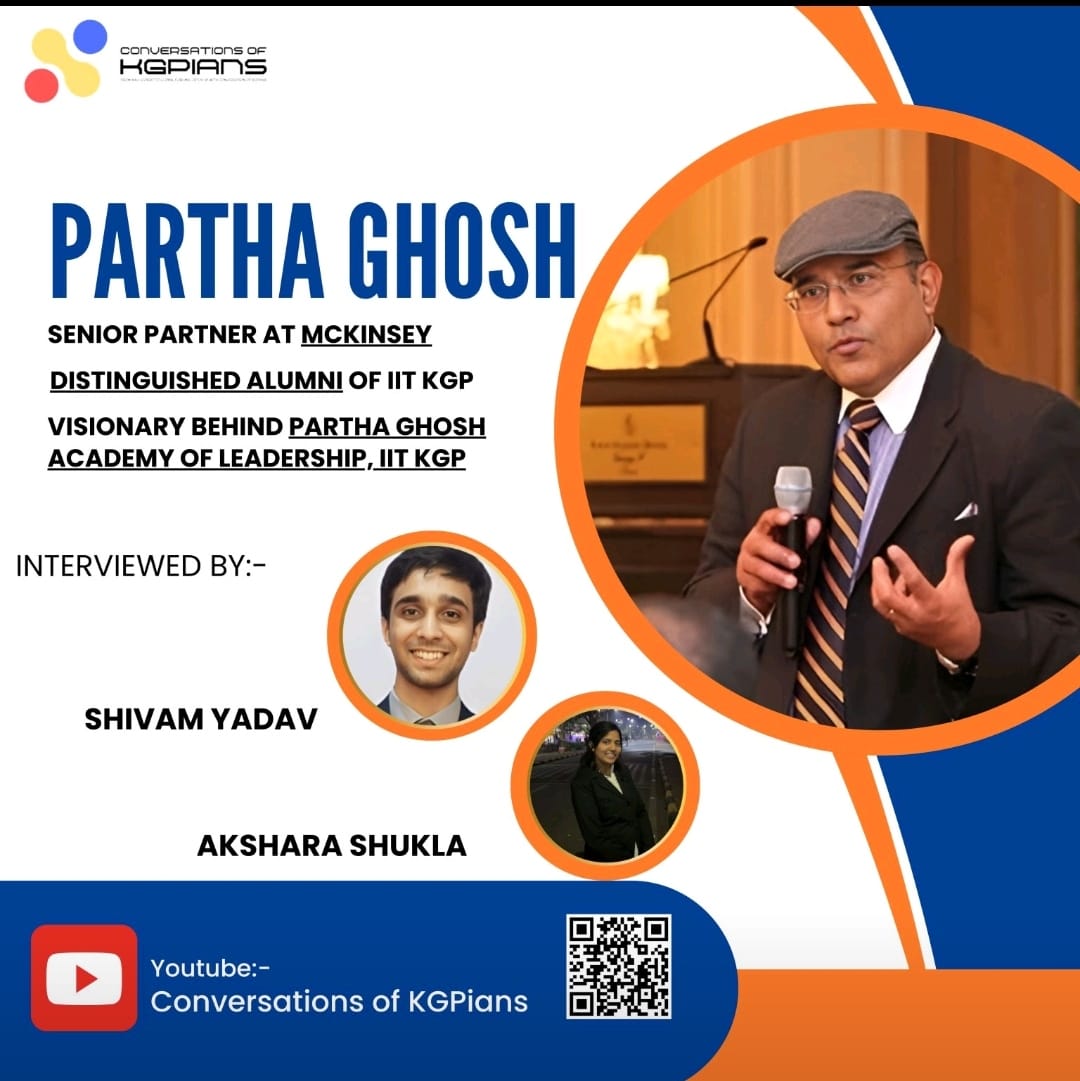 CONVERSATIONS OF
KGPIANS
PARTHA GHOSH
SENIOR PARTNER AT MCKINSEY
DISTINGUISHED ALUMNI OF IIT KGP
VISIONARY BEHIND PARTHA GHOSH
ACADEMY OF LEADERSHIP, IIT KGP
INTERVIEWED BY:-
SHIVAM YADAV
AKSHARA SHUKLA
Youtube:-
Conversations of KGPians